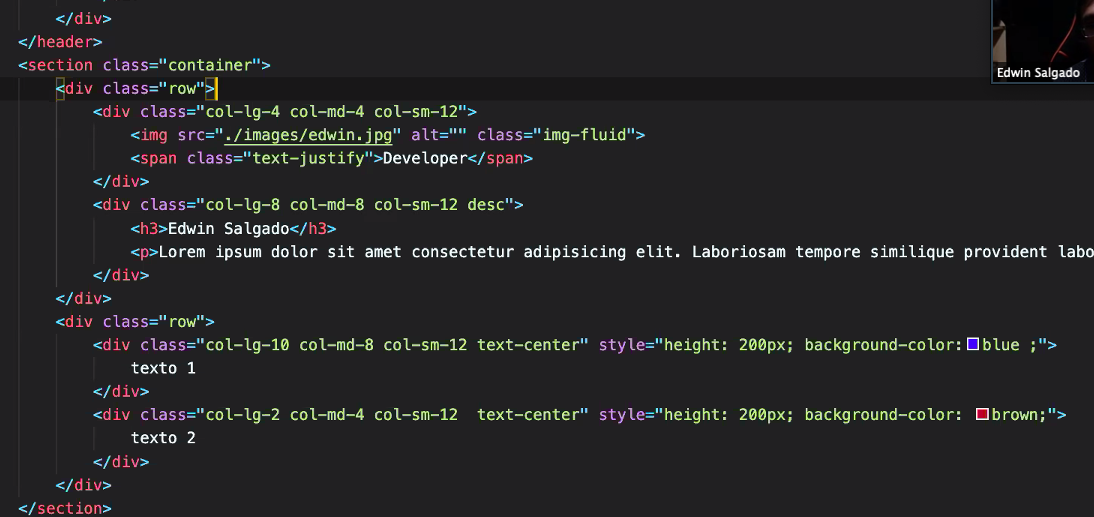 </div>
</header>
<section class="container">
<div class="row">
<div class="col-lg-4 col-md-4 col-sm-12">
<img src="./images/edwin.jpg" alt="" class="img-fluid">
<span class="text-justify">Developer</span>
</div>
<div class="col-lg-8 col-md-8 col-sm-12 desc">
<h3>Edwin Salgado</h3>
<p>Lorem ipsum dolor sit amet consectetur adipisicing elit. Laboriosam tempore similique provident labo
</div>
</div>
<div class="row">
<div class="col-lg-10 col-md-8 col-sm-12 text-center" style="height: 200px; background-color: blue ;">
texto 1
</div>
<div class="col-lg-2 col-md-4 col-sm-12  text-center" style="height: 200px; background-color: brown;">
texto 2
</div>
</div>
</section>
Edwin Salgado